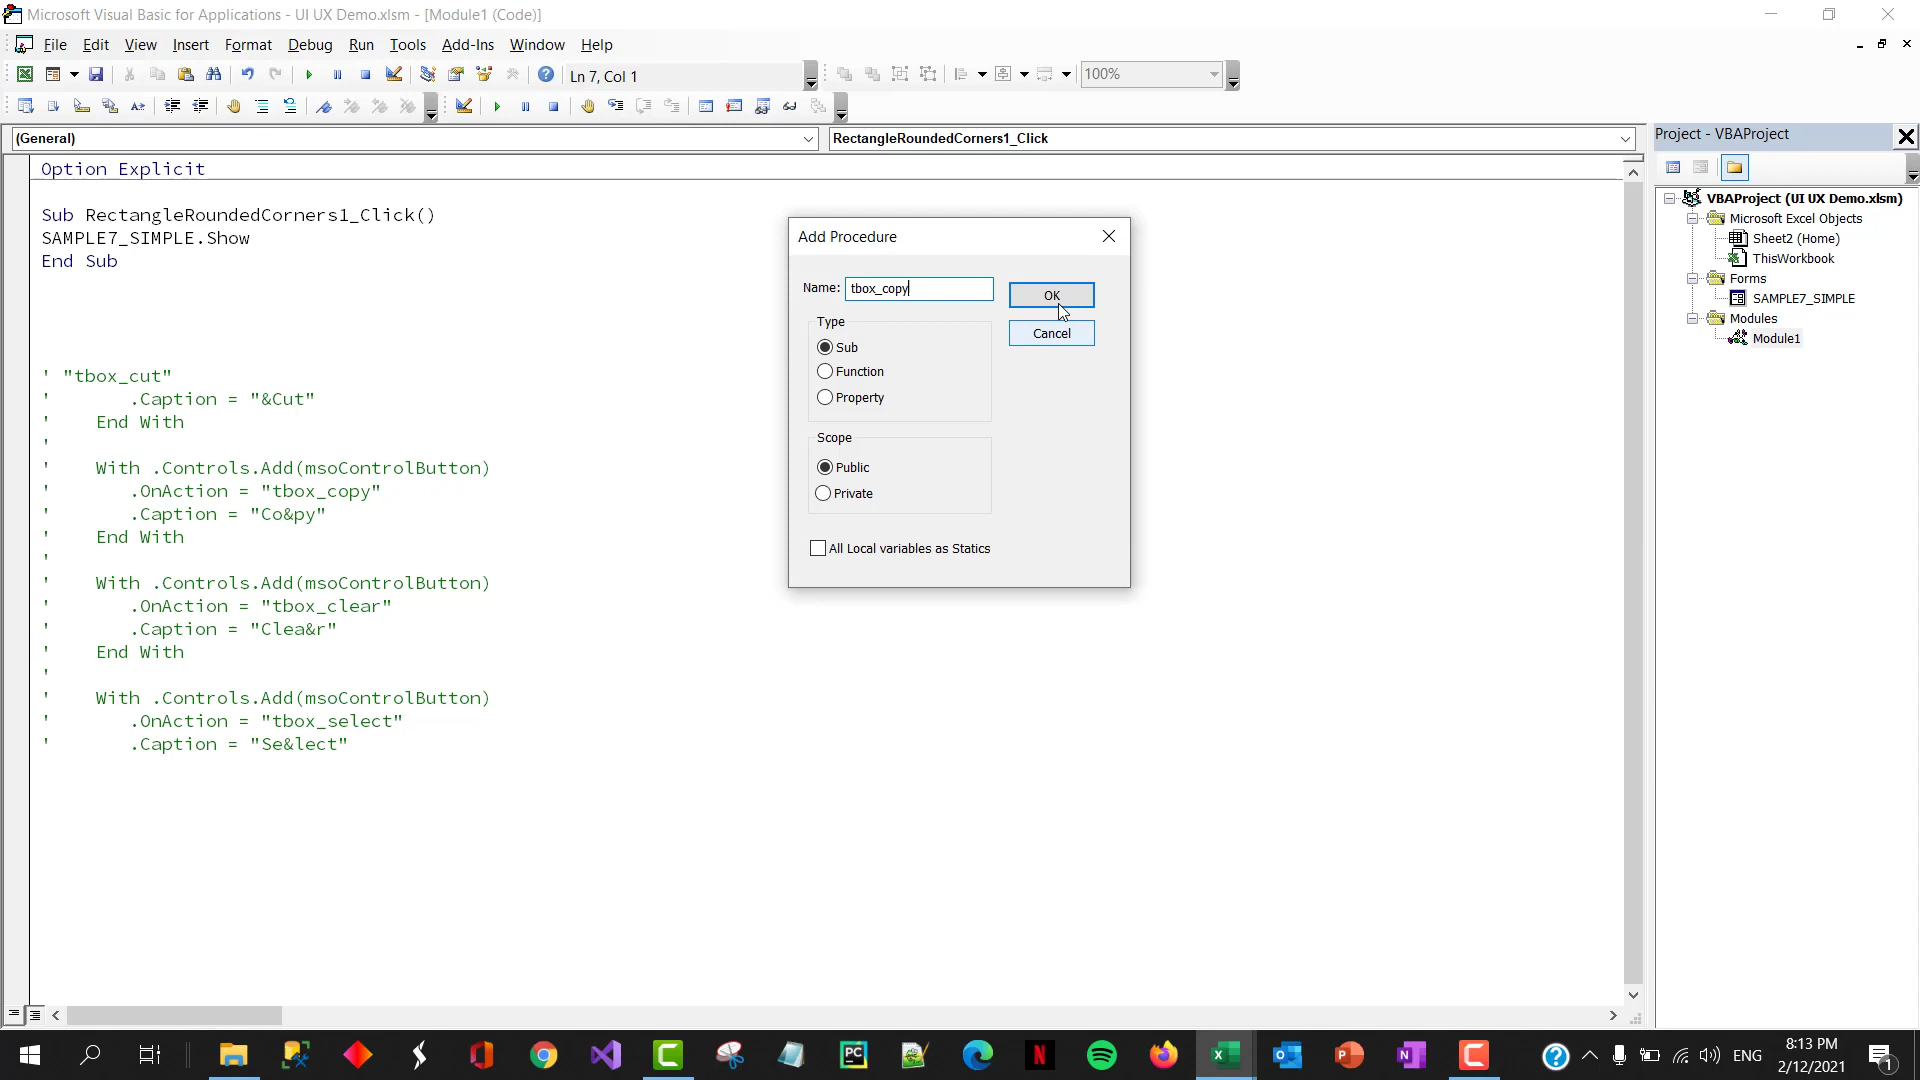 Microsoft Visual Basic for Applications - UI UX Demo.xlsm - [Module1 (Code)]
File Edit View Insert Format Debug Run Tools Add-Ins Window Help
Ln 7, Col 1
100%
(General)
RectangleRoundedCorners1_Click
Project - VBAProject
Option Explicit
Sub RectangleRoundedCorners1_Click()
SAMPLE7_SIMPLE.Show
End Sub
' "tbox_cut"
' .Caption = "&Cut"
' End With
'
' With .Controls.Add(msoControlButton)
' .OnAction = "tbox_copy"
' .Caption = "Co&py"
' End With
'
' With .Controls.Add(msoControlButton)
' .OnAction = "tbox_clear"
' .Caption = "Clea&r"
' End With
'
' With .Controls.Add(msoControlButton)
' .OnAction = "tbox_select"
' .Caption = "Se&lect"
Add Procedure
Name: tbox_copy
OK
Cancel
Type
Sub
Function
Property
Scope
Public
Private
All Local variables as Statics
VBAProject (UI UX Demo.xlsm)
Microsoft Excel Objects
Sheet2 (Home)
ThisWorkbook
Forms
SAMPLE7_SIMPLE
Modules
Module1
PC
N
ENG
8:13 PM
2/12/2021
1